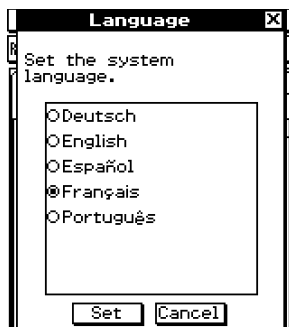 Language
Set the system
language.
Deutsch
English
Español
Français
Português
Set Cancel